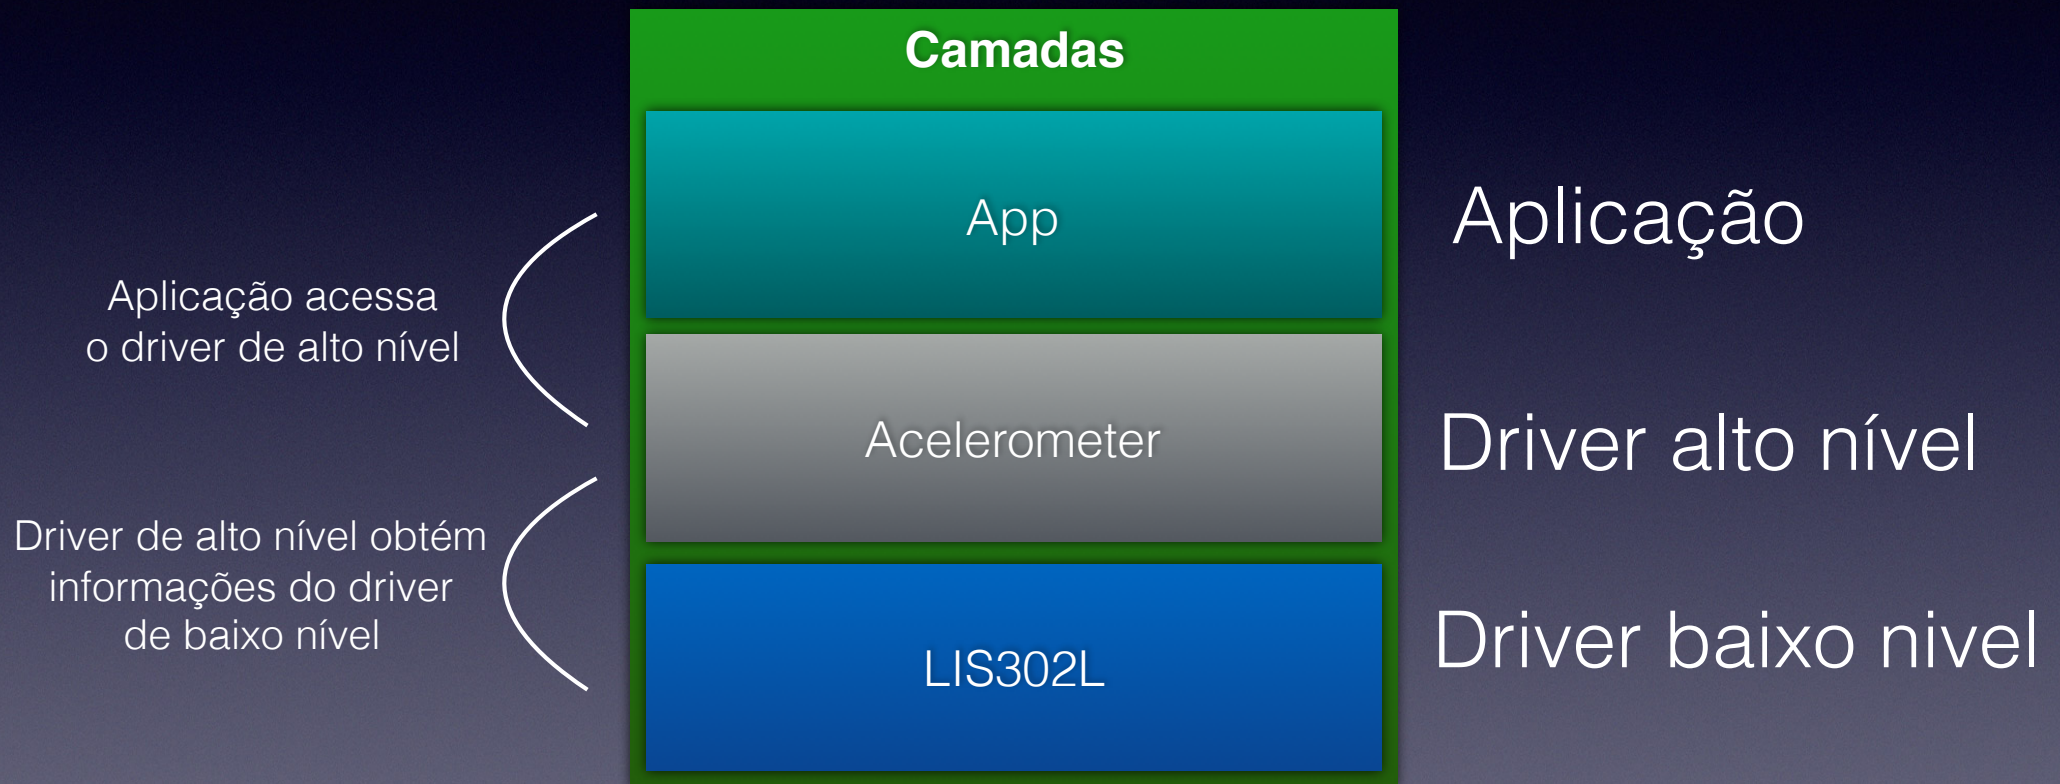 Camadas
App
Aplicação
Aplicação acessa
o driver de alto nível
Acelerometer
Driver alto nível
Driver de alto nível obtém
informações do driver
de baixo nível
LIS302L
Driver baixo nivel